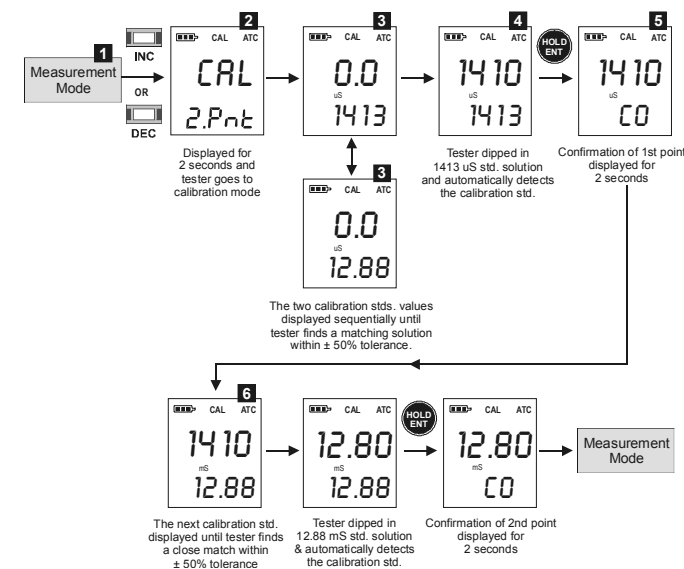 1
Measurement
Mode
INC
OR
DEC
2
CAL ATC
CAL
2.Pnt
Displayed for
2 seconds and
tester goes to
calibration mode
3
CAL ATC
0.0
uS
1413
3
CAL ATC
0.0
uS
12.88
The two calibration stds. values
displayed sequentially until
tester finds a matching solution
within ± 50% tolerance.
4
CAL ATC
1410
uS
1413
Tester dipped in
1413 uS std. solution
and automatically detects
the calibration std.
HOLD
ENT
5
CAL ATC
1410
uS
CO
Confirmation of 1st point
displayed for
2 seconds
6
CAL ATC
1410
mS
12.88
The next calibration std.
displayed until tester finds
a close match within
± 50% tolerance
CAL ATC
12.80
mS
12.88
Tester dipped in
12.88 mS std. solution
& automatically detects
the calibration std.
HOLD
ENT
CAL ATC
12.80
mS
CO
Confirmation of 2nd point
displayed for
2 seconds
Measurement
Mode